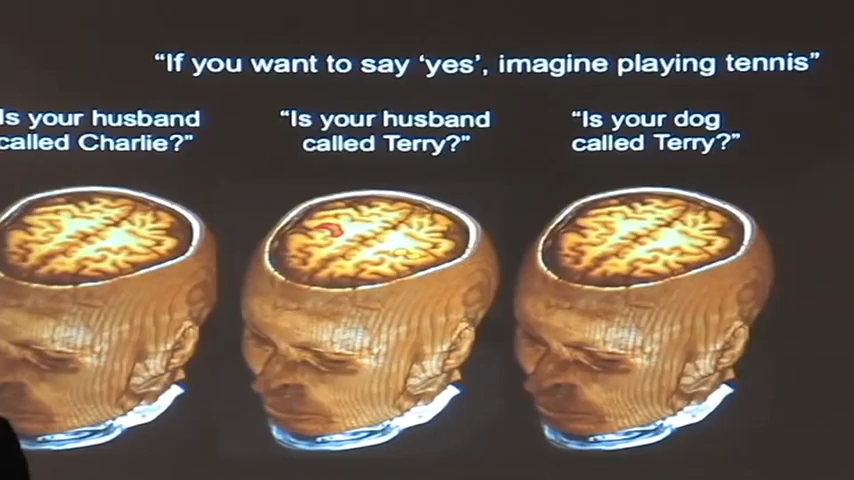 “If you want to say ‘yes’, imagine playing tennis”
Is your husband
called Charlie?”
“Is your husband
called Terry?”
“Is your dog
called Terry?”